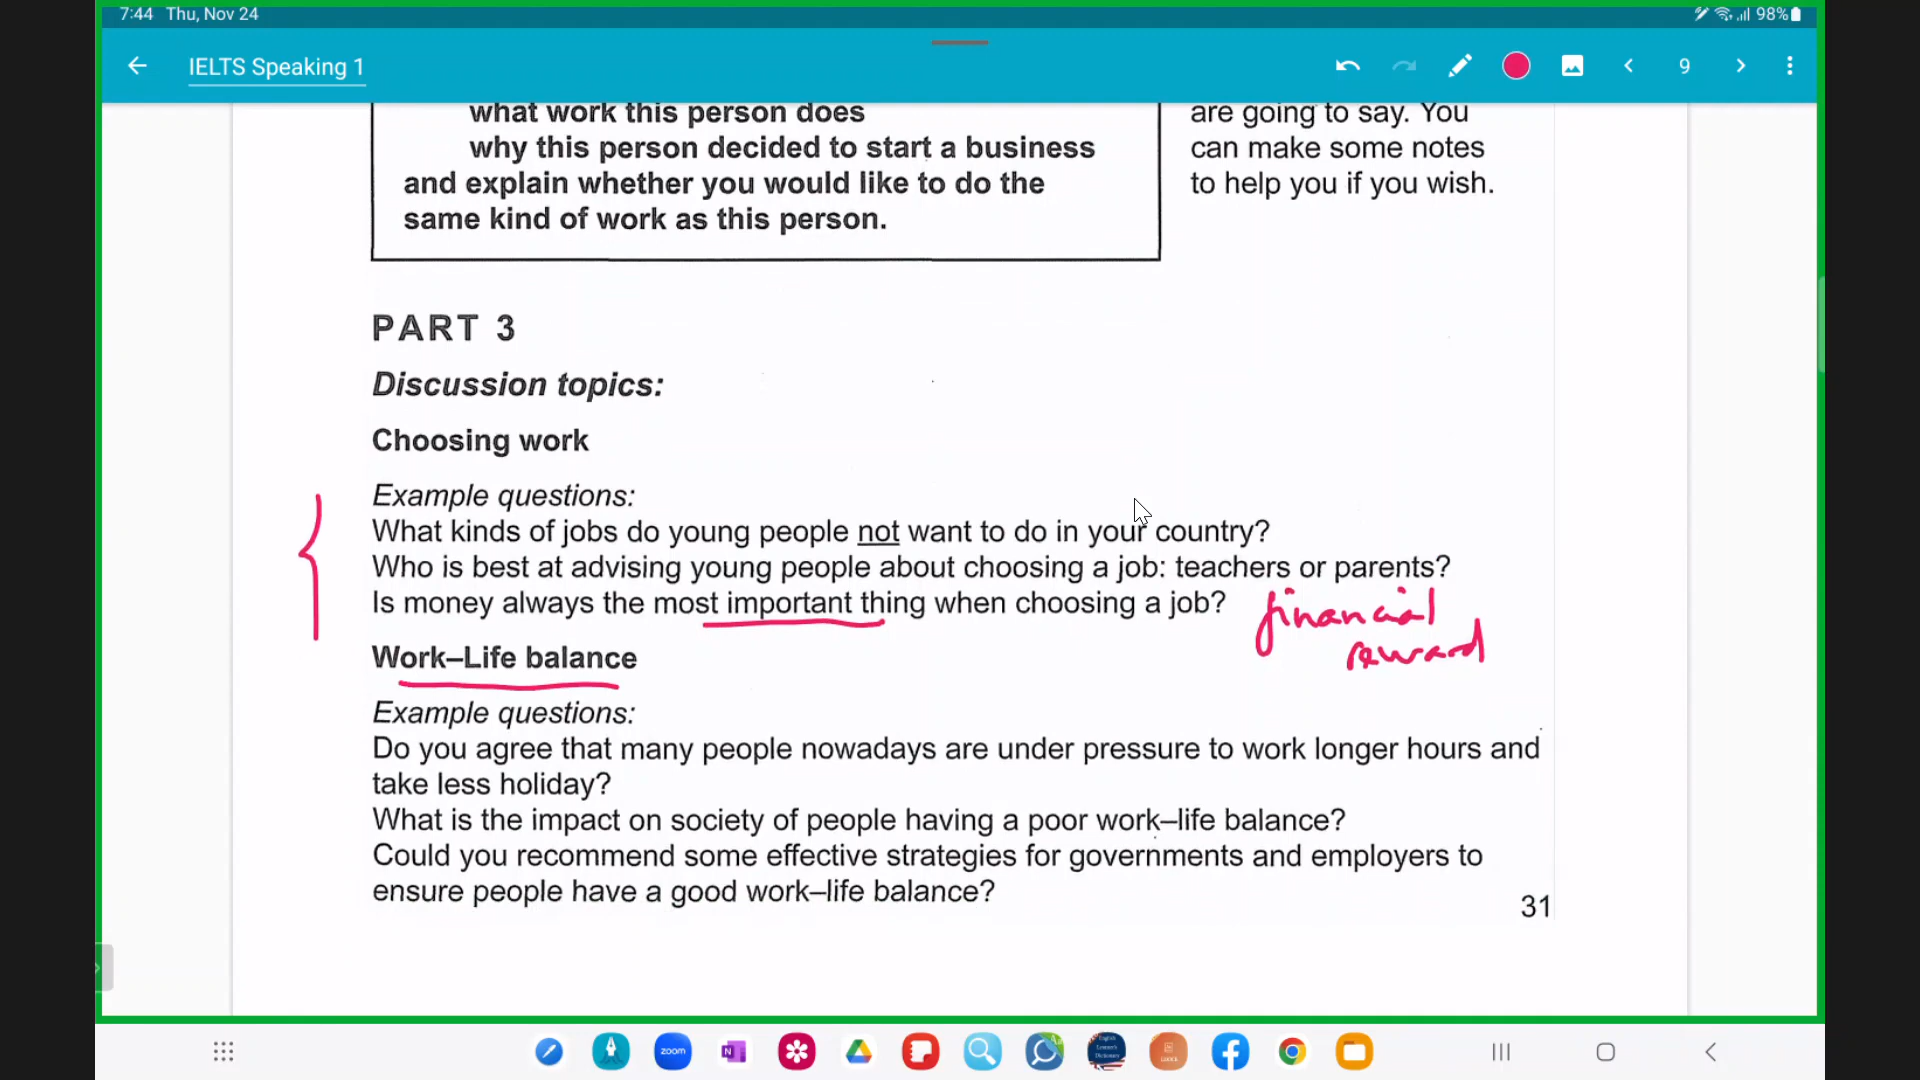 7:44 Thu, Nov 24
98%
IELTS Speaking 1
9
what work this person does
why this person decided to start a business
and explain whether you would like to do the
same kind of work as this person.
are going to say. You
can make some notes
to help you if you wish.
PART 3
Discussion topics:
Choosing work
Example questions:
What kinds of jobs do young people not want to do in your country?
Who is best at advising young people about choosing a job: teachers or parents?
Is money always the most important thing when choosing a job?
financial
reward
Work–Life balance
Example questions:
Do you agree that many people nowadays are under pressure to work longer hours and
take less holiday?
What is the impact on society of people having a poor work–life balance?
Could you recommend some effective strategies for governments and employers to
ensure people have a good work–life balance?
31
zoom
N